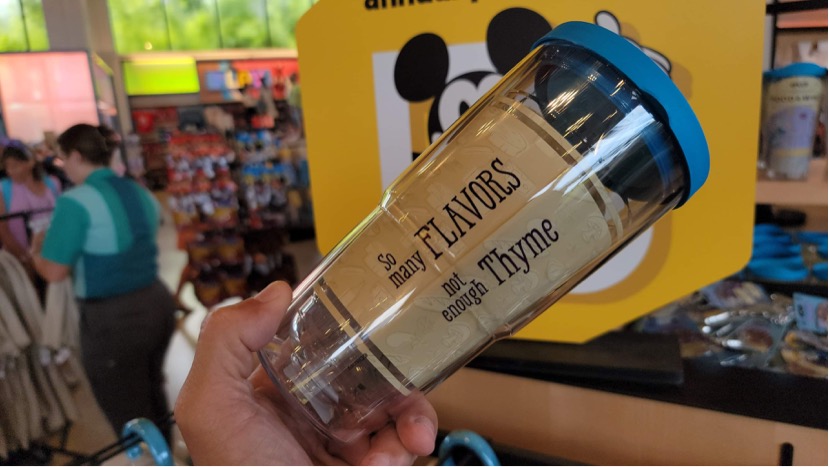 So
many FLAVORS
not
enough Thyme